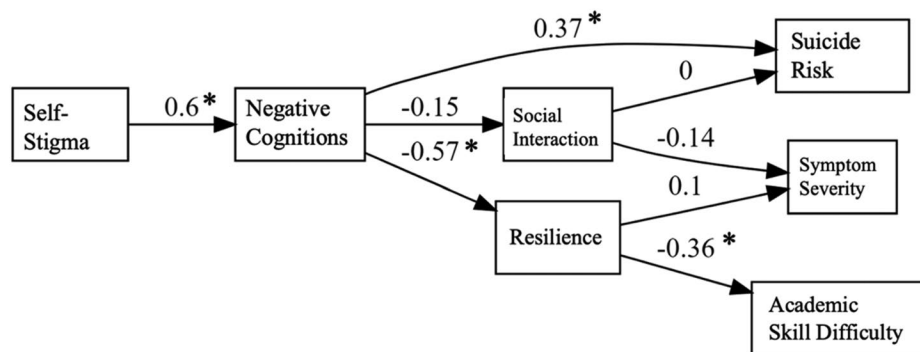 0.37*
Suicide
Risk
0
Self-
Stigma
0.6*
Negative
Cognitions
-0.15
Social
Interaction
-0.14
-0.57*
Symptom
Severity
0.1
Resilience
-0.36*
Academic
Skill Difficulty